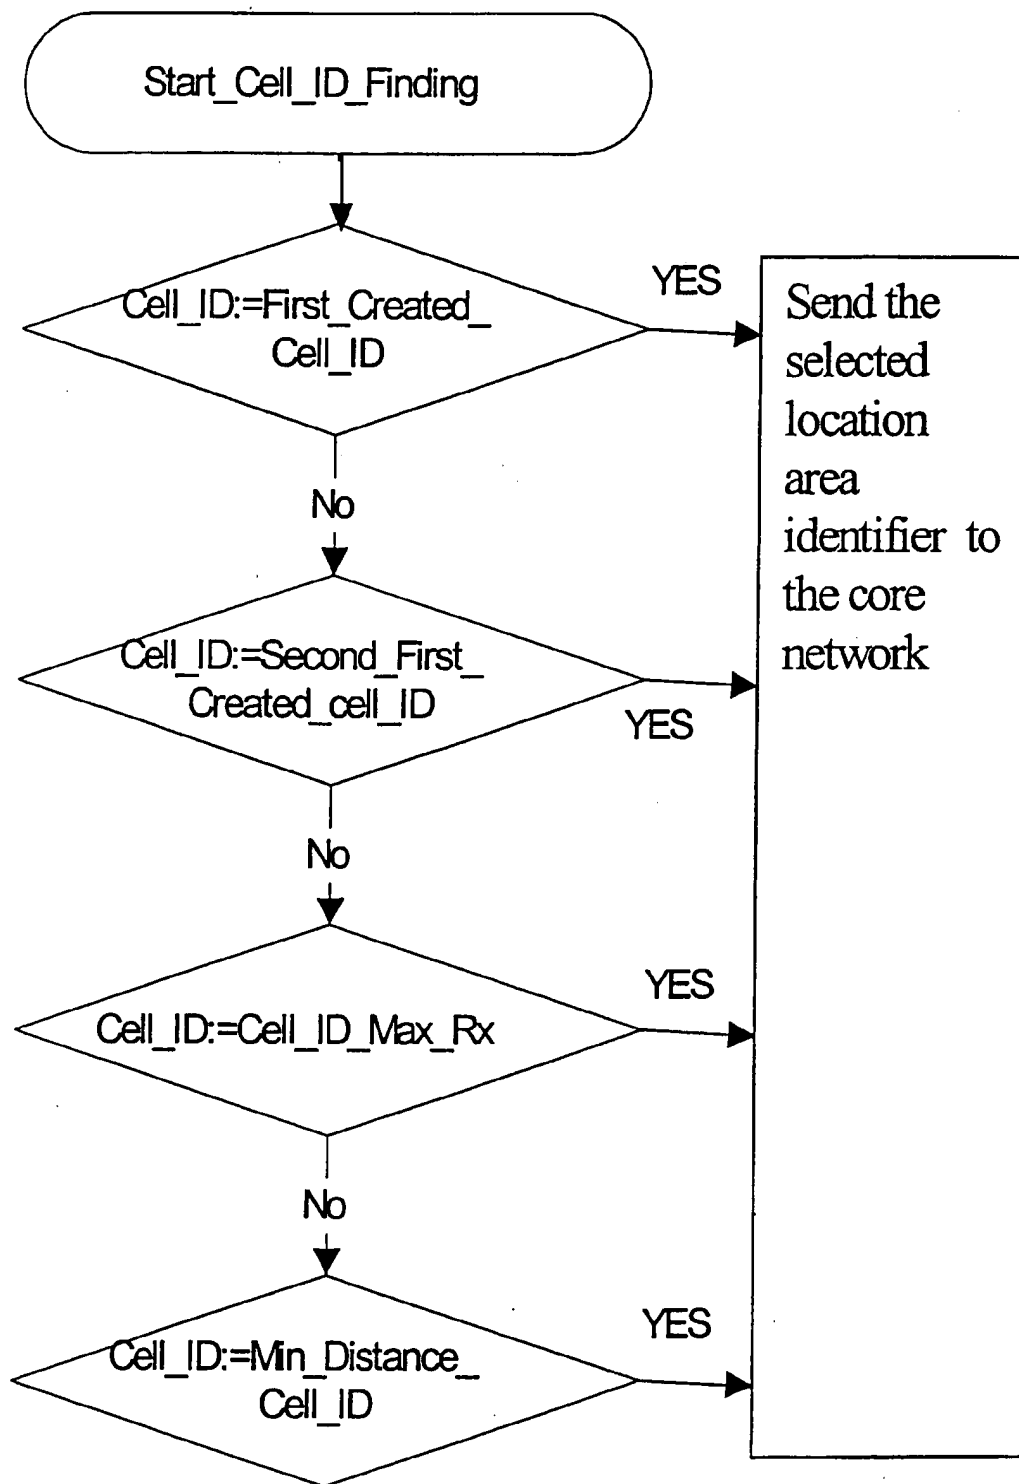 Start_Cell_ID_Finding
Cell_ID:=First_Created_
Cell_ID
YES
Send the
selected
location
area
identifier to
the core
network
No
Cell_ID:=Second_First_
Created_cell_ID
YES
No
Cell_ID:=Cell_ID_Max_Rx
YES
No
Cell_ID:=Min_Distance_
Cell_ID
YES